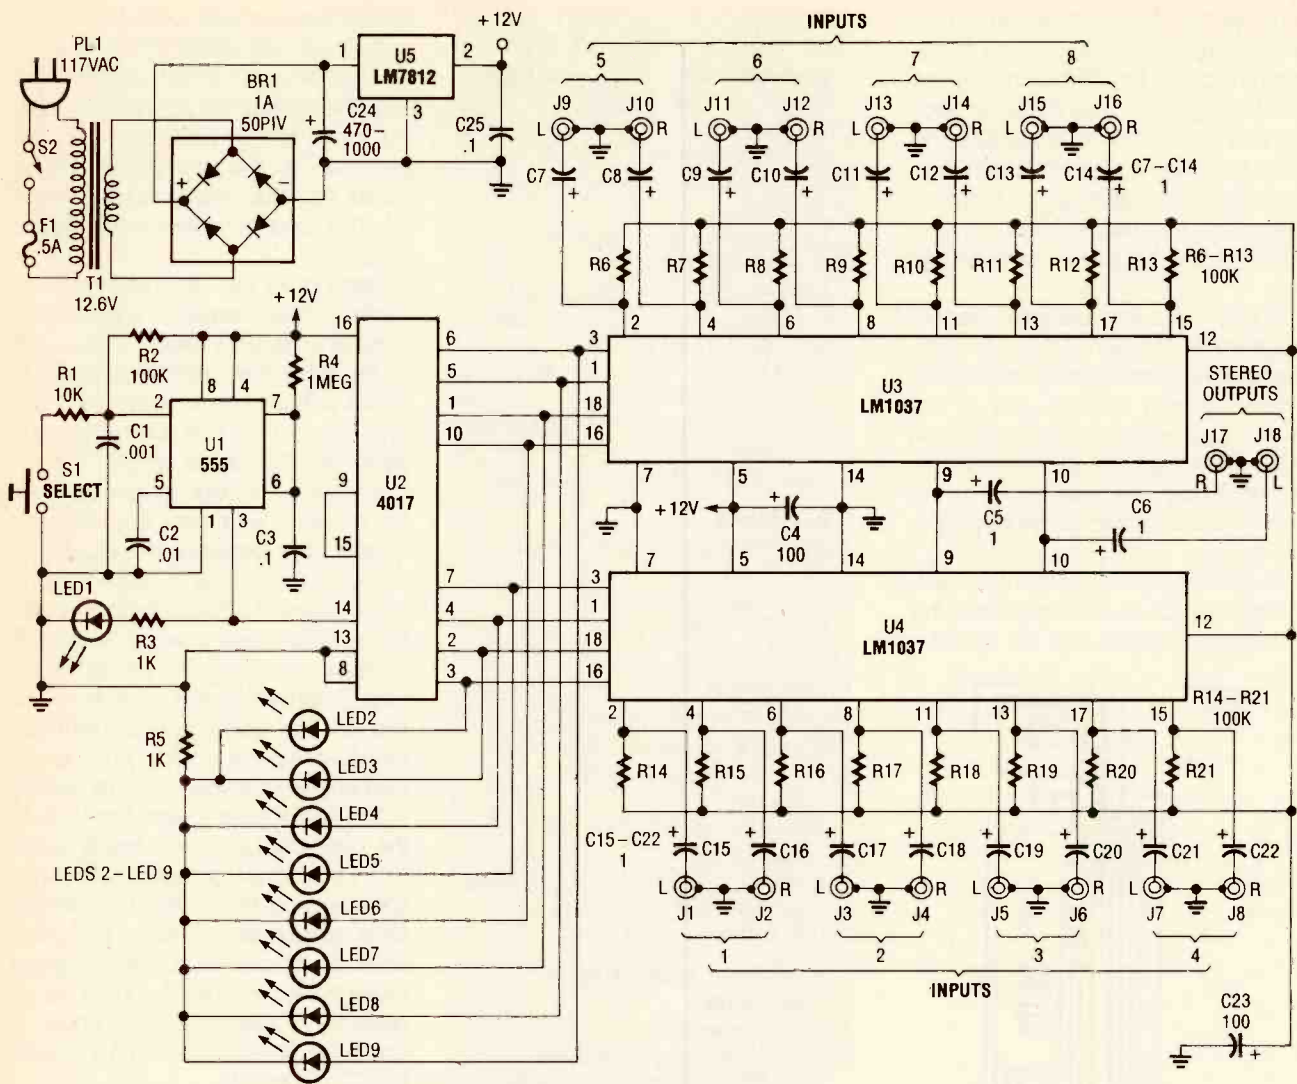 +12V
INPUTS
PL1
117VAC
1
U5
LM7812
2
3
5
6
7
8
BR1
1A
50PIV
C24
470–
1000
+
C25
.1
J9
J10
J11
J12
J13
J14
J15
J16
L
R
L
R
L
R
L
R
S2
+
–
C7
+
C8
+
C9
+
C10
+
C11
+
C12
+
C13
+
C14
+
C7–C14
1
F1
.5A
T1
12.6V
R6
R7
R8
R9
R10
R11
R12
R13
R6–R13
100K
+12V
2
4
6
8
11
13
17
15
R2
100K
R4
1MEG
16
6
5
1
10
3
1
18
16
12
U3
LM1037
STEREO
OUTPUTS
R1
10K
2
8
4
7
U1
555
C1
.001
5
6
1
3
S1
SELECT
C2
.01
C3
.1
U2
4017
9
15
7
5
14
9
10
J17
J18
R
L
+12V
+
C4
100
+
C5
1
+
C6
1
7
5
14
9
10
LED1
R3
1K
14
13
8
7
4
2
3
3
1
18
16
12
U4
LM1037
R14–R21
100K
2
4
6
8
11
13
17
15
R5
1K
LED2
LED3
LED4
LED5
LED6
LED7
LED8
LED9
LEDS 2–LED 9
R14
R15
R16
R17
R18
R19
R20
R21
C15–C22
1
+
C15
+
C16
+
C17
+
C18
+
C19
+
C20
+
C21
+
C22
L
R
L
R
L
R
L
R
J1
J2
J3
J4
J5
J6
J7
J8
1
2
3
4
INPUTS
C23
100
+